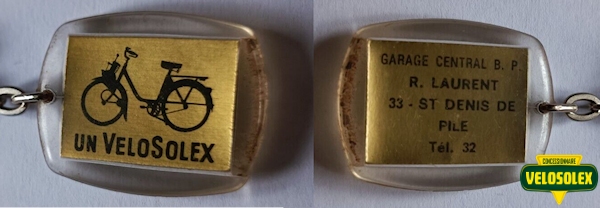 UN VELOSOLEX
GARAGE CENTRAL B. P.
R. LAURENT
33 - ST DENIS DE
PILE
Tél. 32
CONCESSIONNAIRE
VELOSOLEX